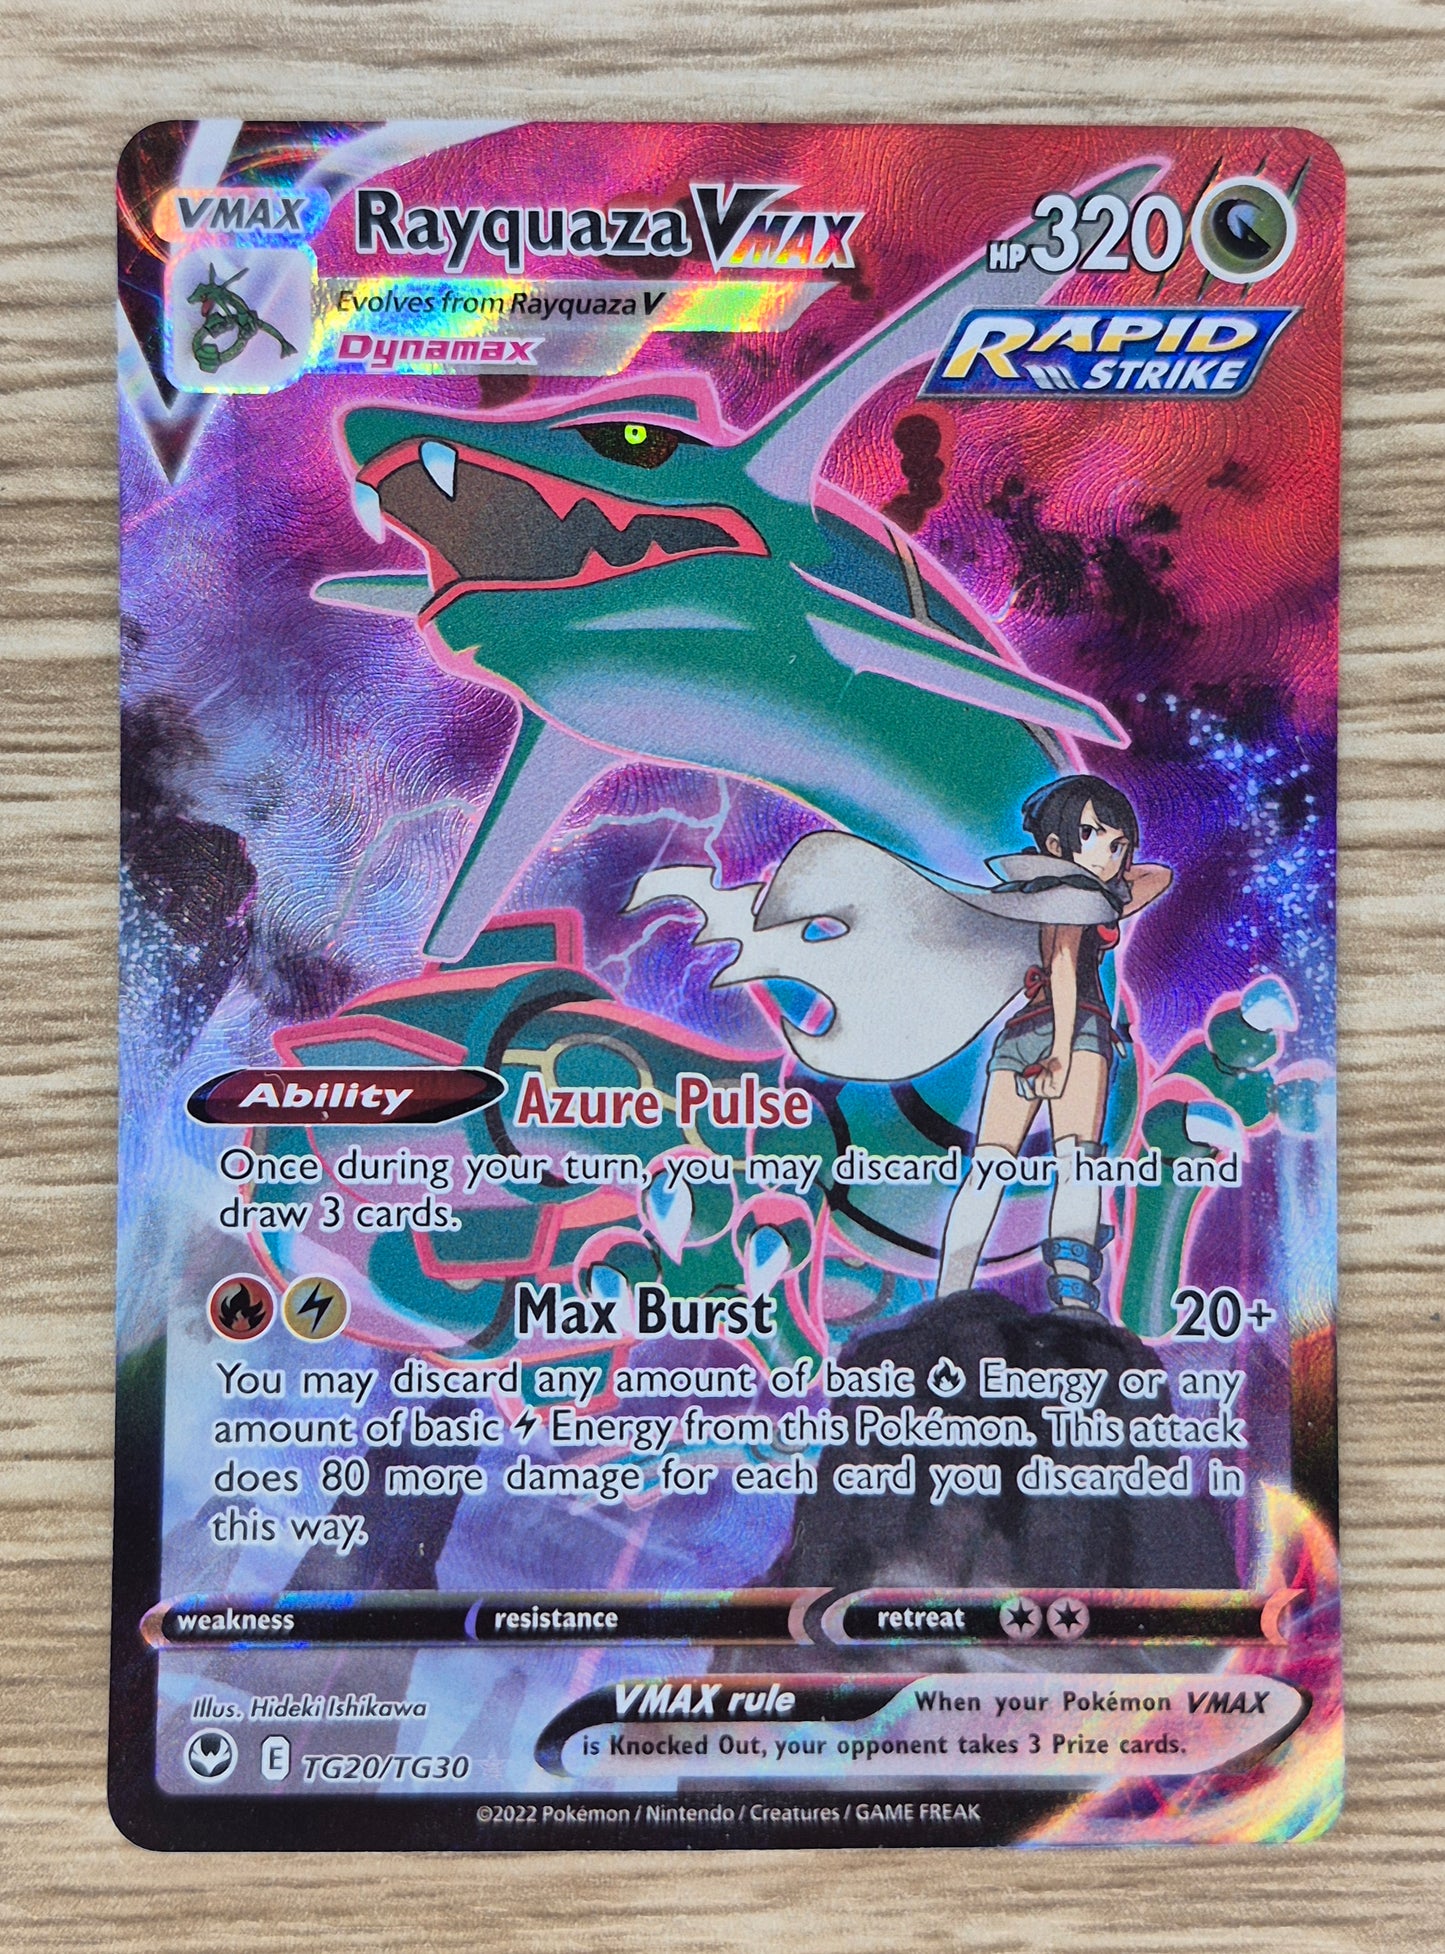 VMAX
Rayquaza VMAX
HP 320
Evolves from Rayquaza V
Dynamax
RAPID
STRIKE
Ability Azure Pulse
Once during your turn, you may discard your hand and
draw 3 cards.
Max Burst 20+
You may discard any amount of basic Energy or any
amount of basic Energy from this Pokémon. This attack
does 80 more damage for each card you discarded in
this way.
weakness resistance retreat
Illus. Hideki Ishikawa
VMAX rule When your Pokémon VMAX
is Knocked Out, your opponent takes 3 Prize cards.
E TG20/TG30
©2022 Pokémon / Nintendo / Creatures / GAME FREAK